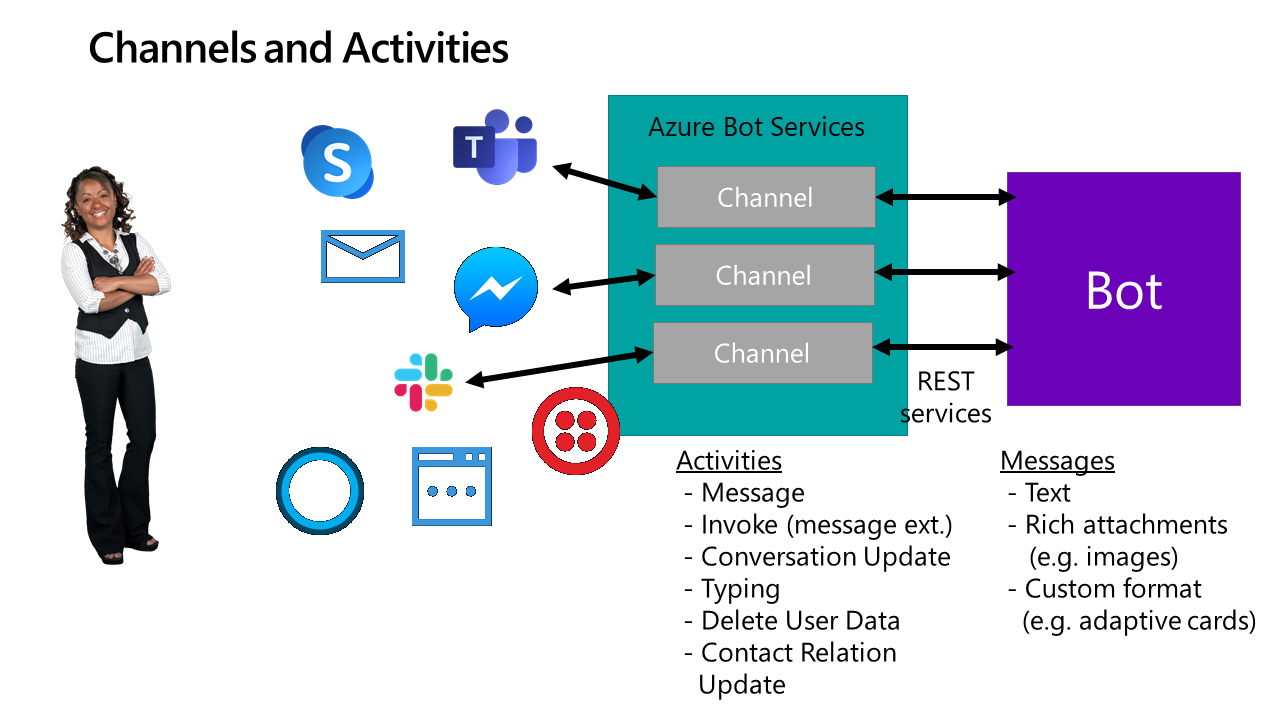 Channels and Activities
Azure Bot Services
S
T
Channel
Channel
Channel
Bot
REST
services
Activities
- Message
- Invoke (message ext.)
- Conversation Update
- Typing
- Delete User Data
- Contact Relation
Update
Messages
- Text
- Rich attachments
(e.g. images)
- Custom format
(e.g. adaptive cards)